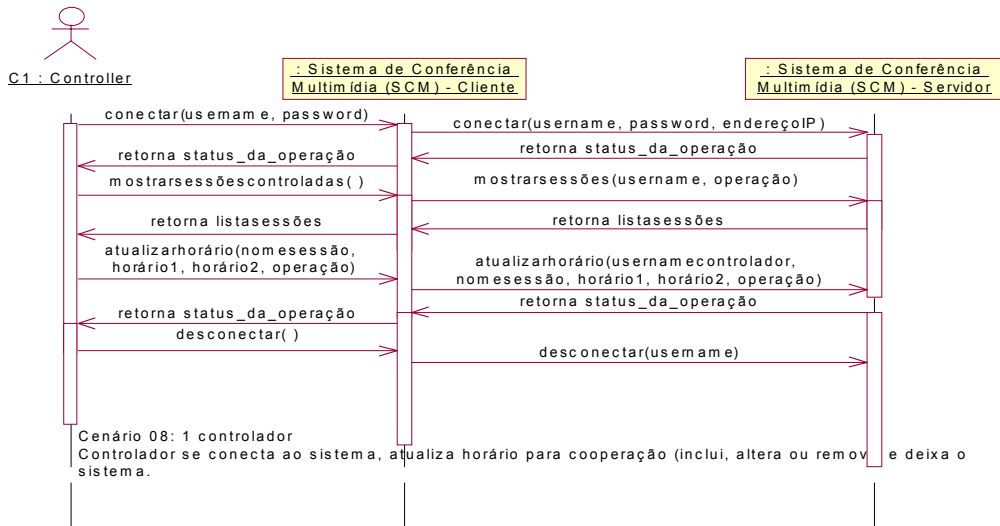 C1 : Controller
: Sistema de Conferência
Multimídia (SCM) - Cliente
: Sistema de Conferência
Multimídia (SCM) - Servidor
conectar(username, password)
conectar(username, password, endereçoIP)
retorna status_da_operação
retorna status_da_operação
mostrarsessõescontroladas( )
mostrarsessões(username, operação)
retorna listasessões
retorna listasessões
atualizarhorário(nomesessão,
horário1, horário2, operação)
atualizarhorário(usernamecontrolador,
nomesessão, horário1, horário2, operação)
retorna status_da_operação
retorna status_da_operação
desconectar( )
desconectar(username)
Cenário 08: 1 controlador
Controlador se conecta ao sistema, atualiza horário para cooperação (inclui, altera ou remov e deixa o
sistema.